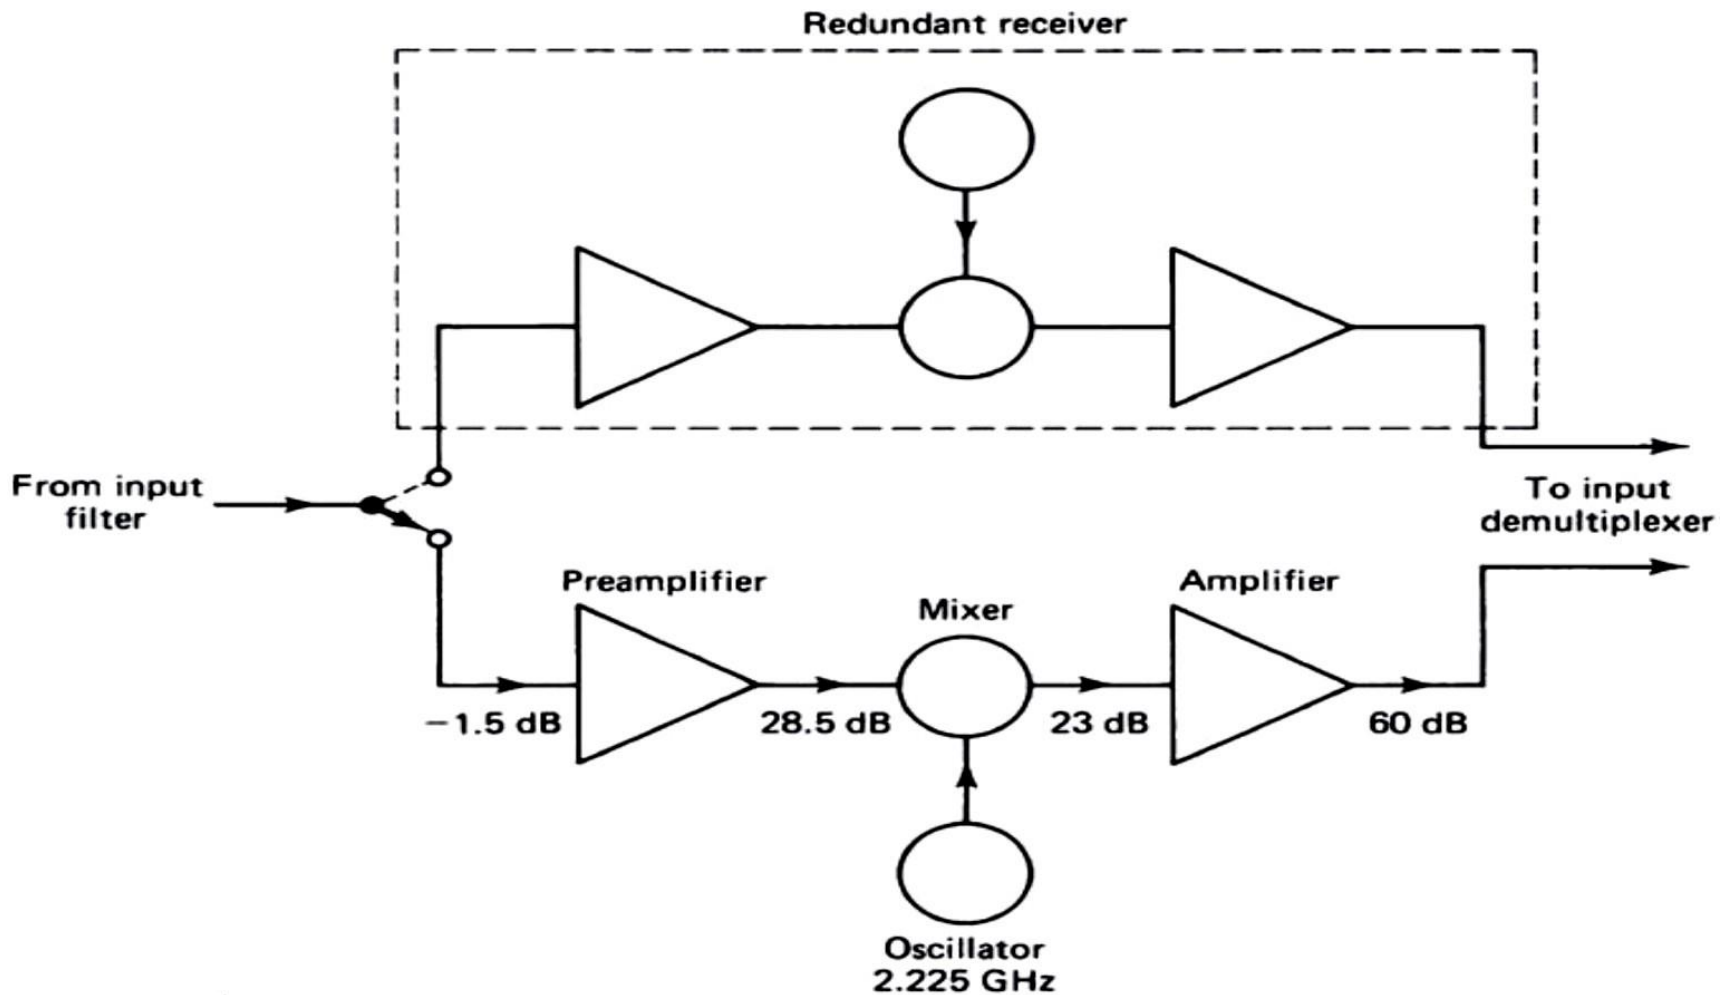 Redundant receiver
From input
filter
To input
demultiplexer
Preamplifier
Mixer
Amplifier
−1.5 dB
28.5 dB
23 dB
60 dB
Oscillator
2.225 GHz